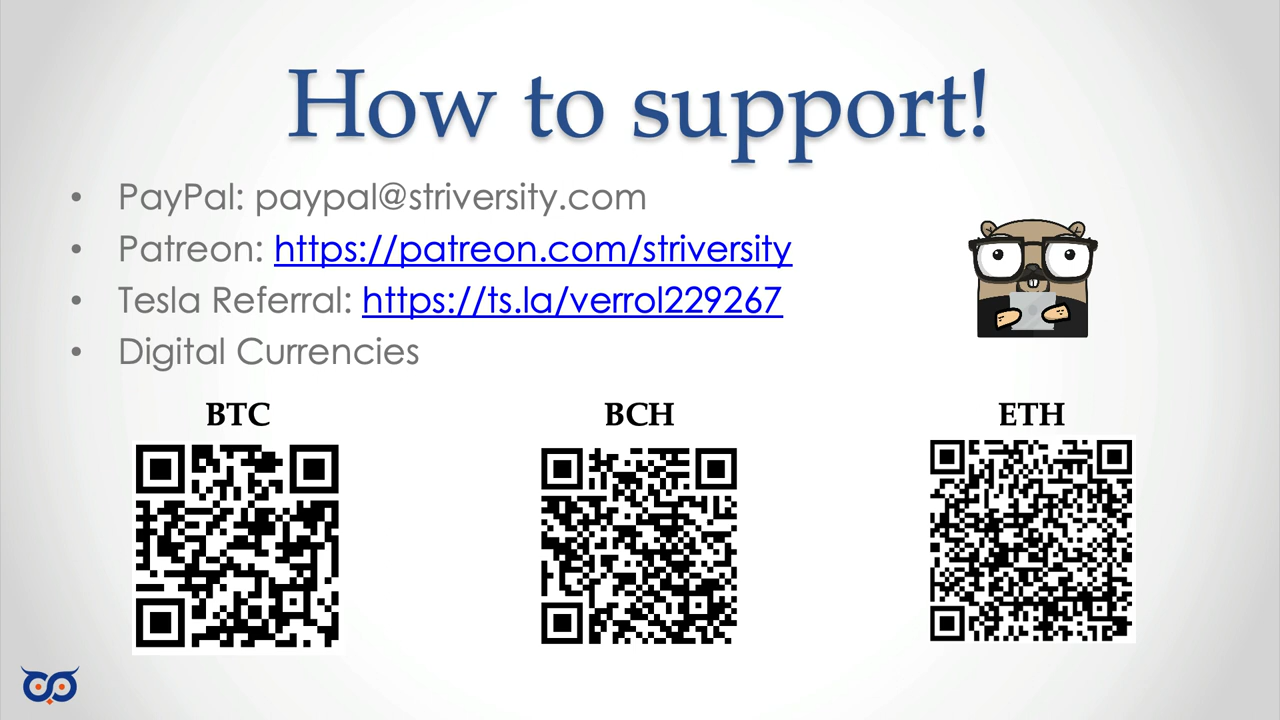 How to support!
• PayPal: paypal@striversity.com
• Patreon: https://patreon.com/striversity
• Tesla Referral: https://ts.la/verrol229267
• Digital Currencies
BTC BCH ETH